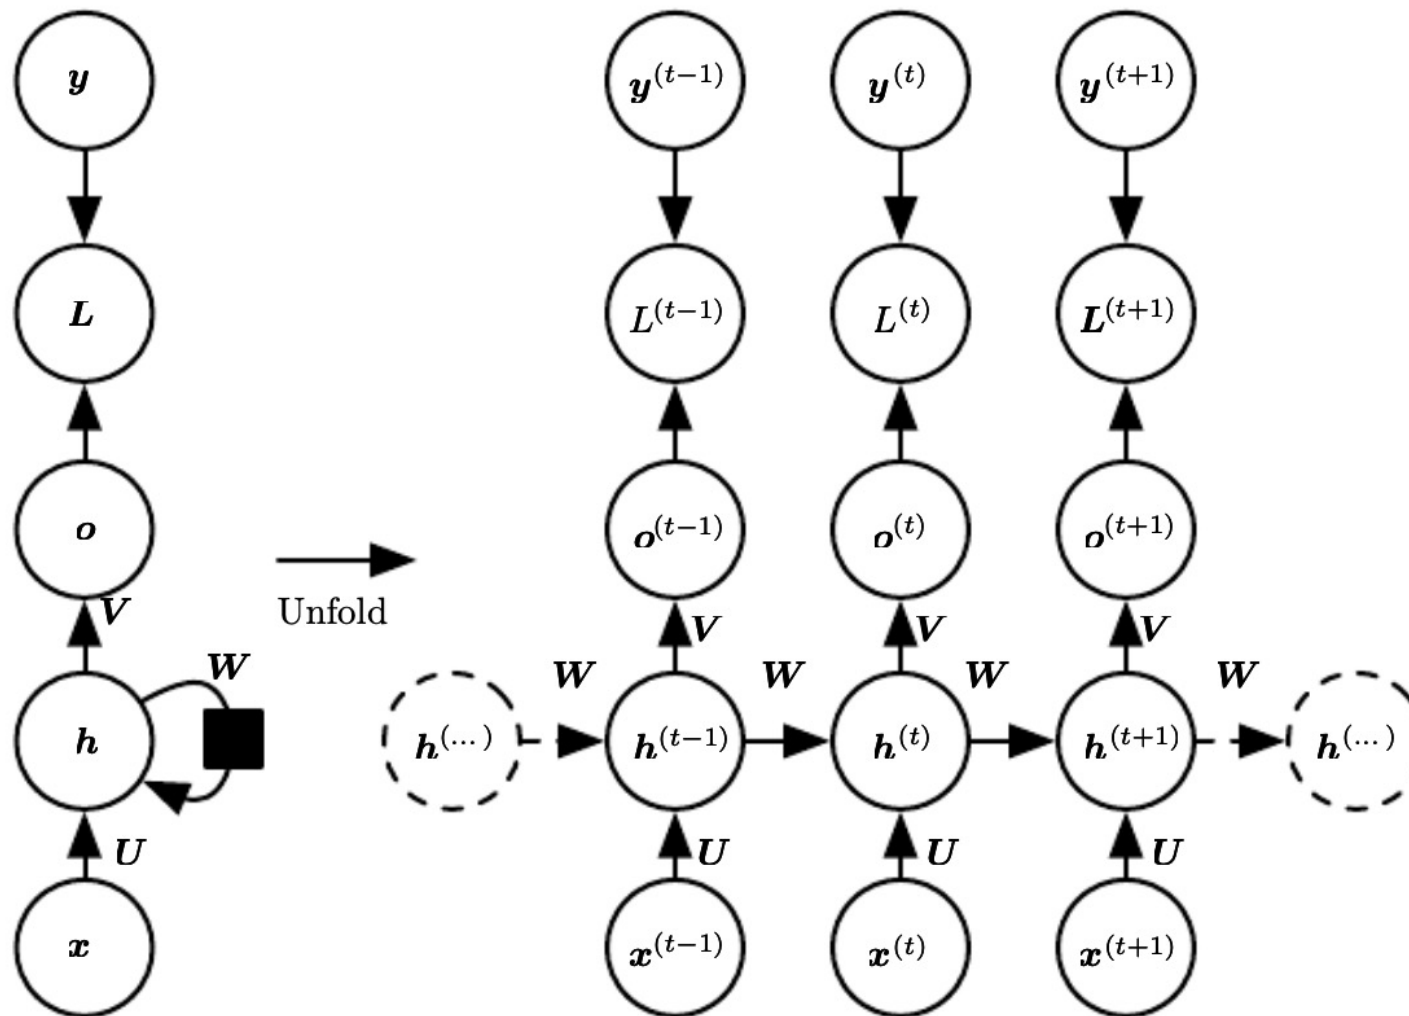 y y^(t−1) y^(t) y^(t+1)
L L^(t−1) L^(t) L^(t+1)
o o^(t−1) o^(t) o^(t+1)
Unfold
V V V V
W W W W W
h h^(...) h^(t−1) h^(t) h^(t+1) h^(...)
U U U U
x x^(t−1) x^(t) x^(t+1)